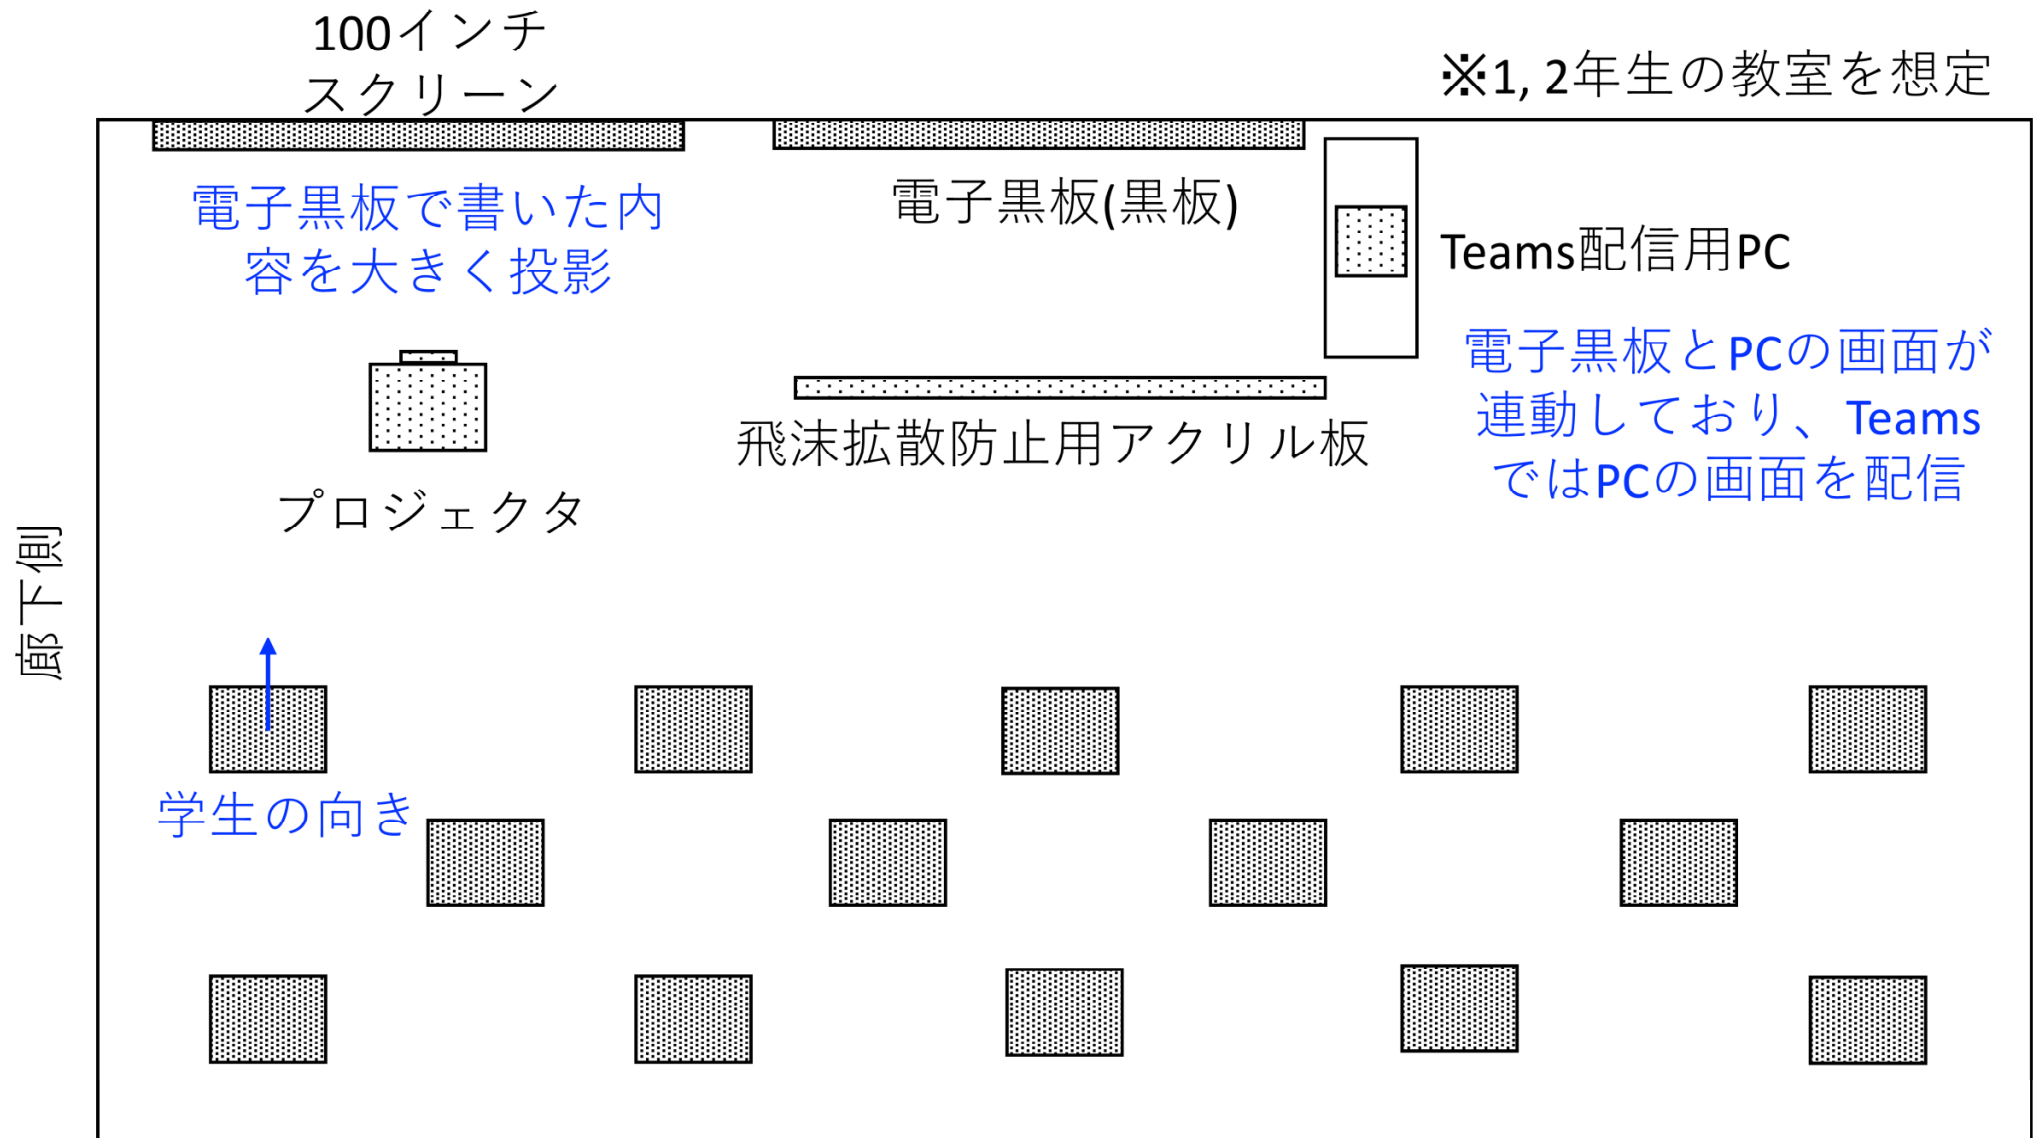 100インチ
スクリーン
※1, 2年生の教室を想定
電子黒板で書いた内
容を大きく投影
電子黒板(黒板)
Teams配信用PC
電子黒板とPCの画面が
連動しており、Teams
ではPCの画面を配信
飛沫拡散防止用アクリル板
プロジェクタ
廊下側
学生の向き